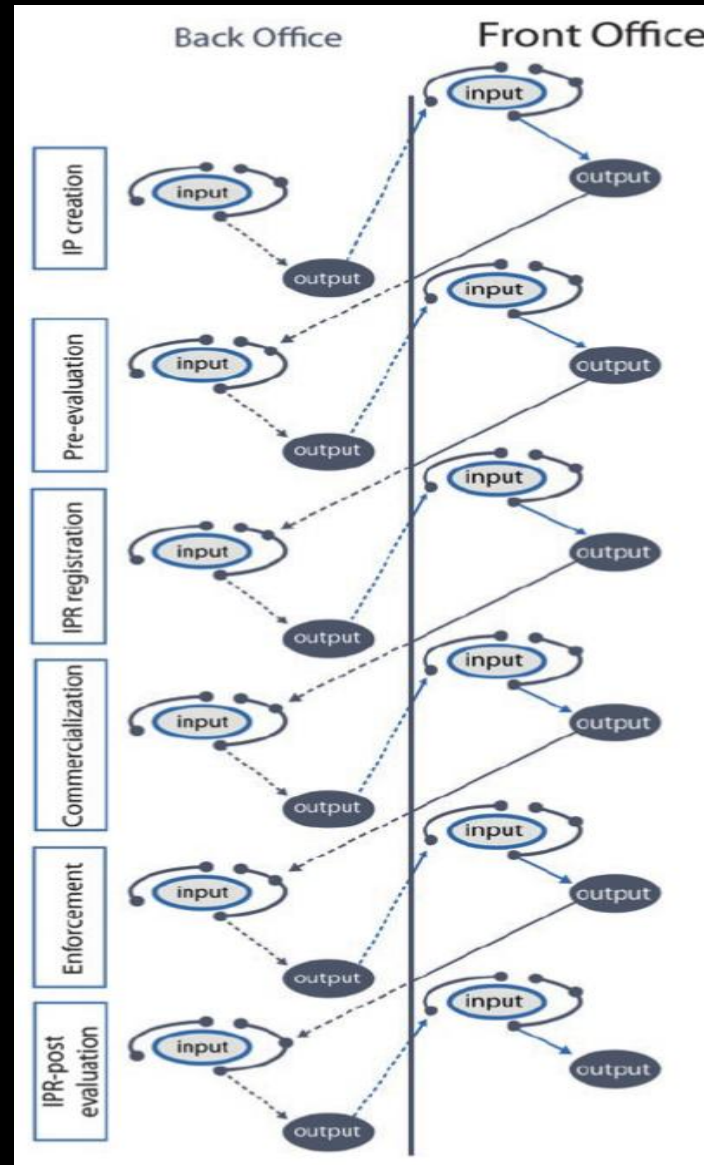 Back Office
Front Office
input
output
IP creation
input
output
input
output
Pre-evaluation
input
output
input
output
IPR registration
input
output
input
output
Commercialization
input
output
input
output
Enforcement
input
output
input
output
IPR-post
evaluation
input
output